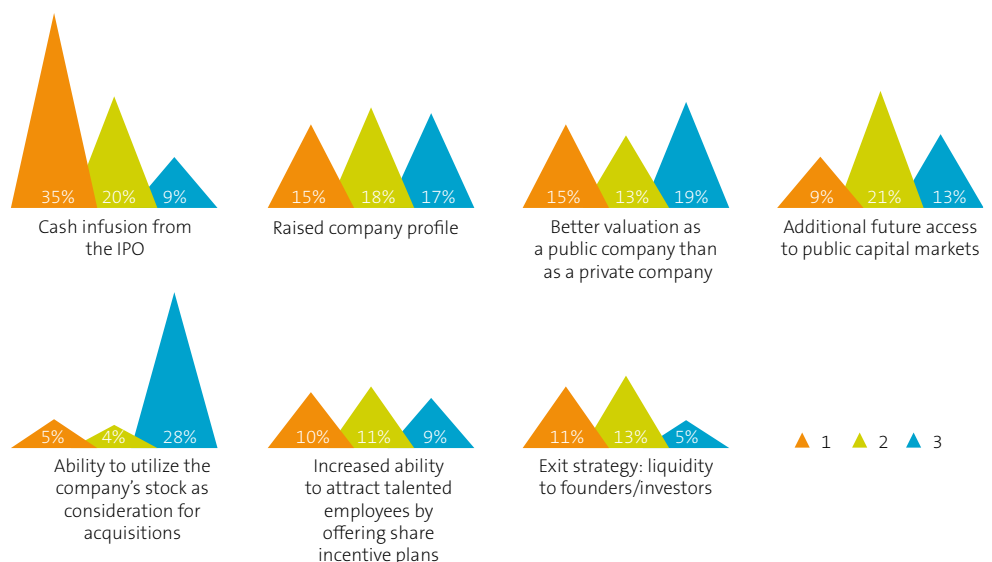 35% 20% 9%
Cash infusion from
the IPO
15% 18% 17%
Raised company profile
15% 13% 19%
Better valuation as
a public company than
as a private company
9% 21% 13%
Additional future access
to public capital markets
5% 4% 28%
Ability to utilize the
company’s stock as
consideration for
acquisitions
10% 11% 9%
Increased ability
to attract talented
employees by
offering share
incentive plans
11% 13% 5%
Exit strategy: liquidity
to founders/investors
1 2 3